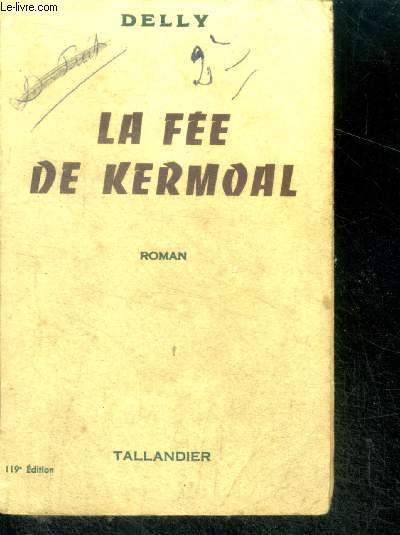 Le-livre.com
DELLY
LA FÉE
DE KERMOAL
ROMAN
TALLANDIER
119e Édition